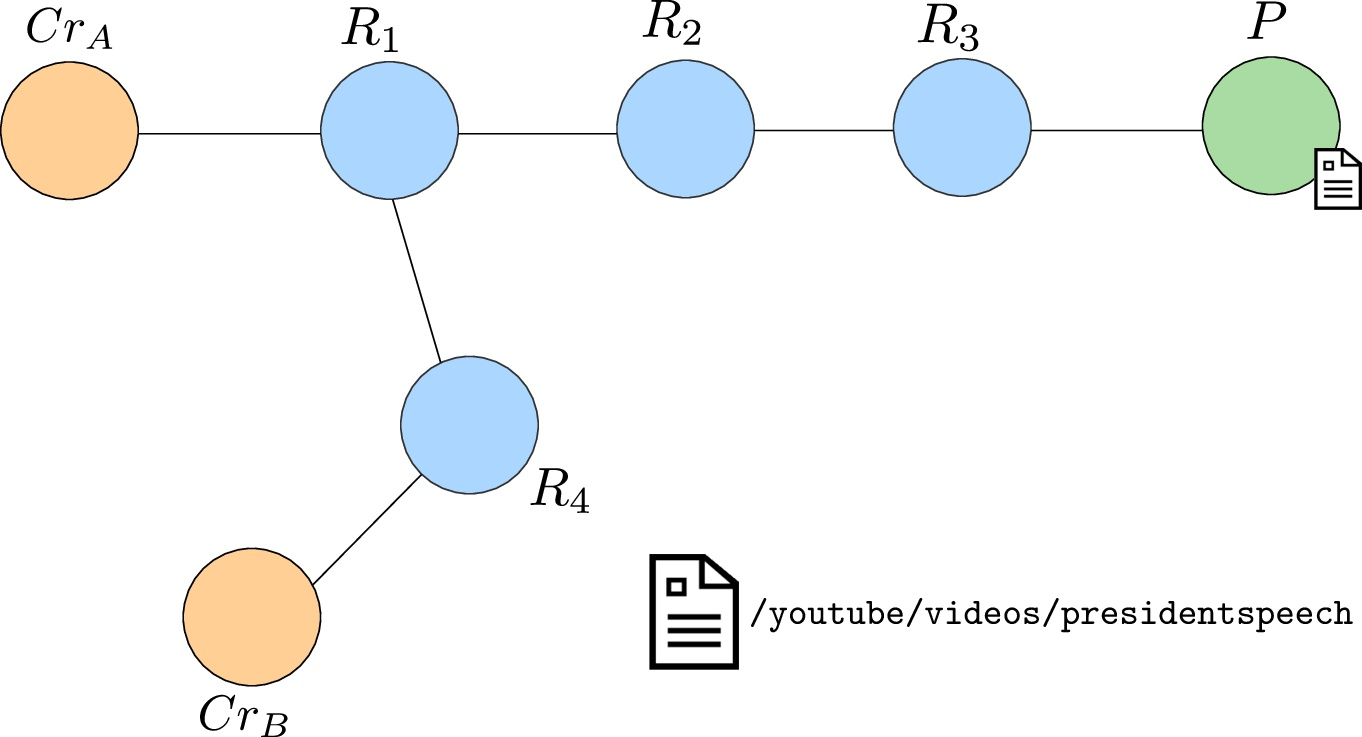 Cr_A
R_1
R_2
R_3
P
R_4
/youtube/videos/presidentspeech
Cr_B